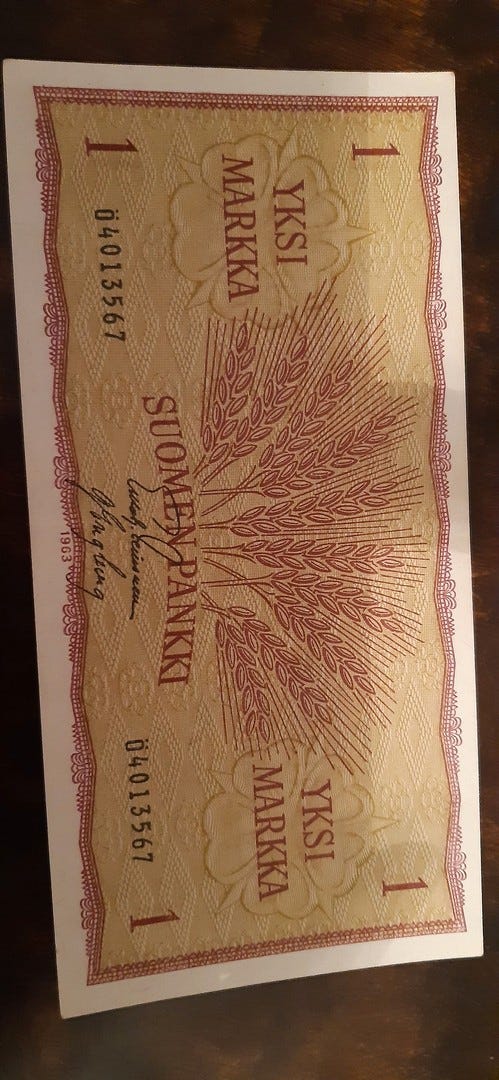 1
1
YKSI
MARKKA
YKSI
MARKKA
Ö4013567
Ö4013567
1
1
SUOMEN PANKKI
1963